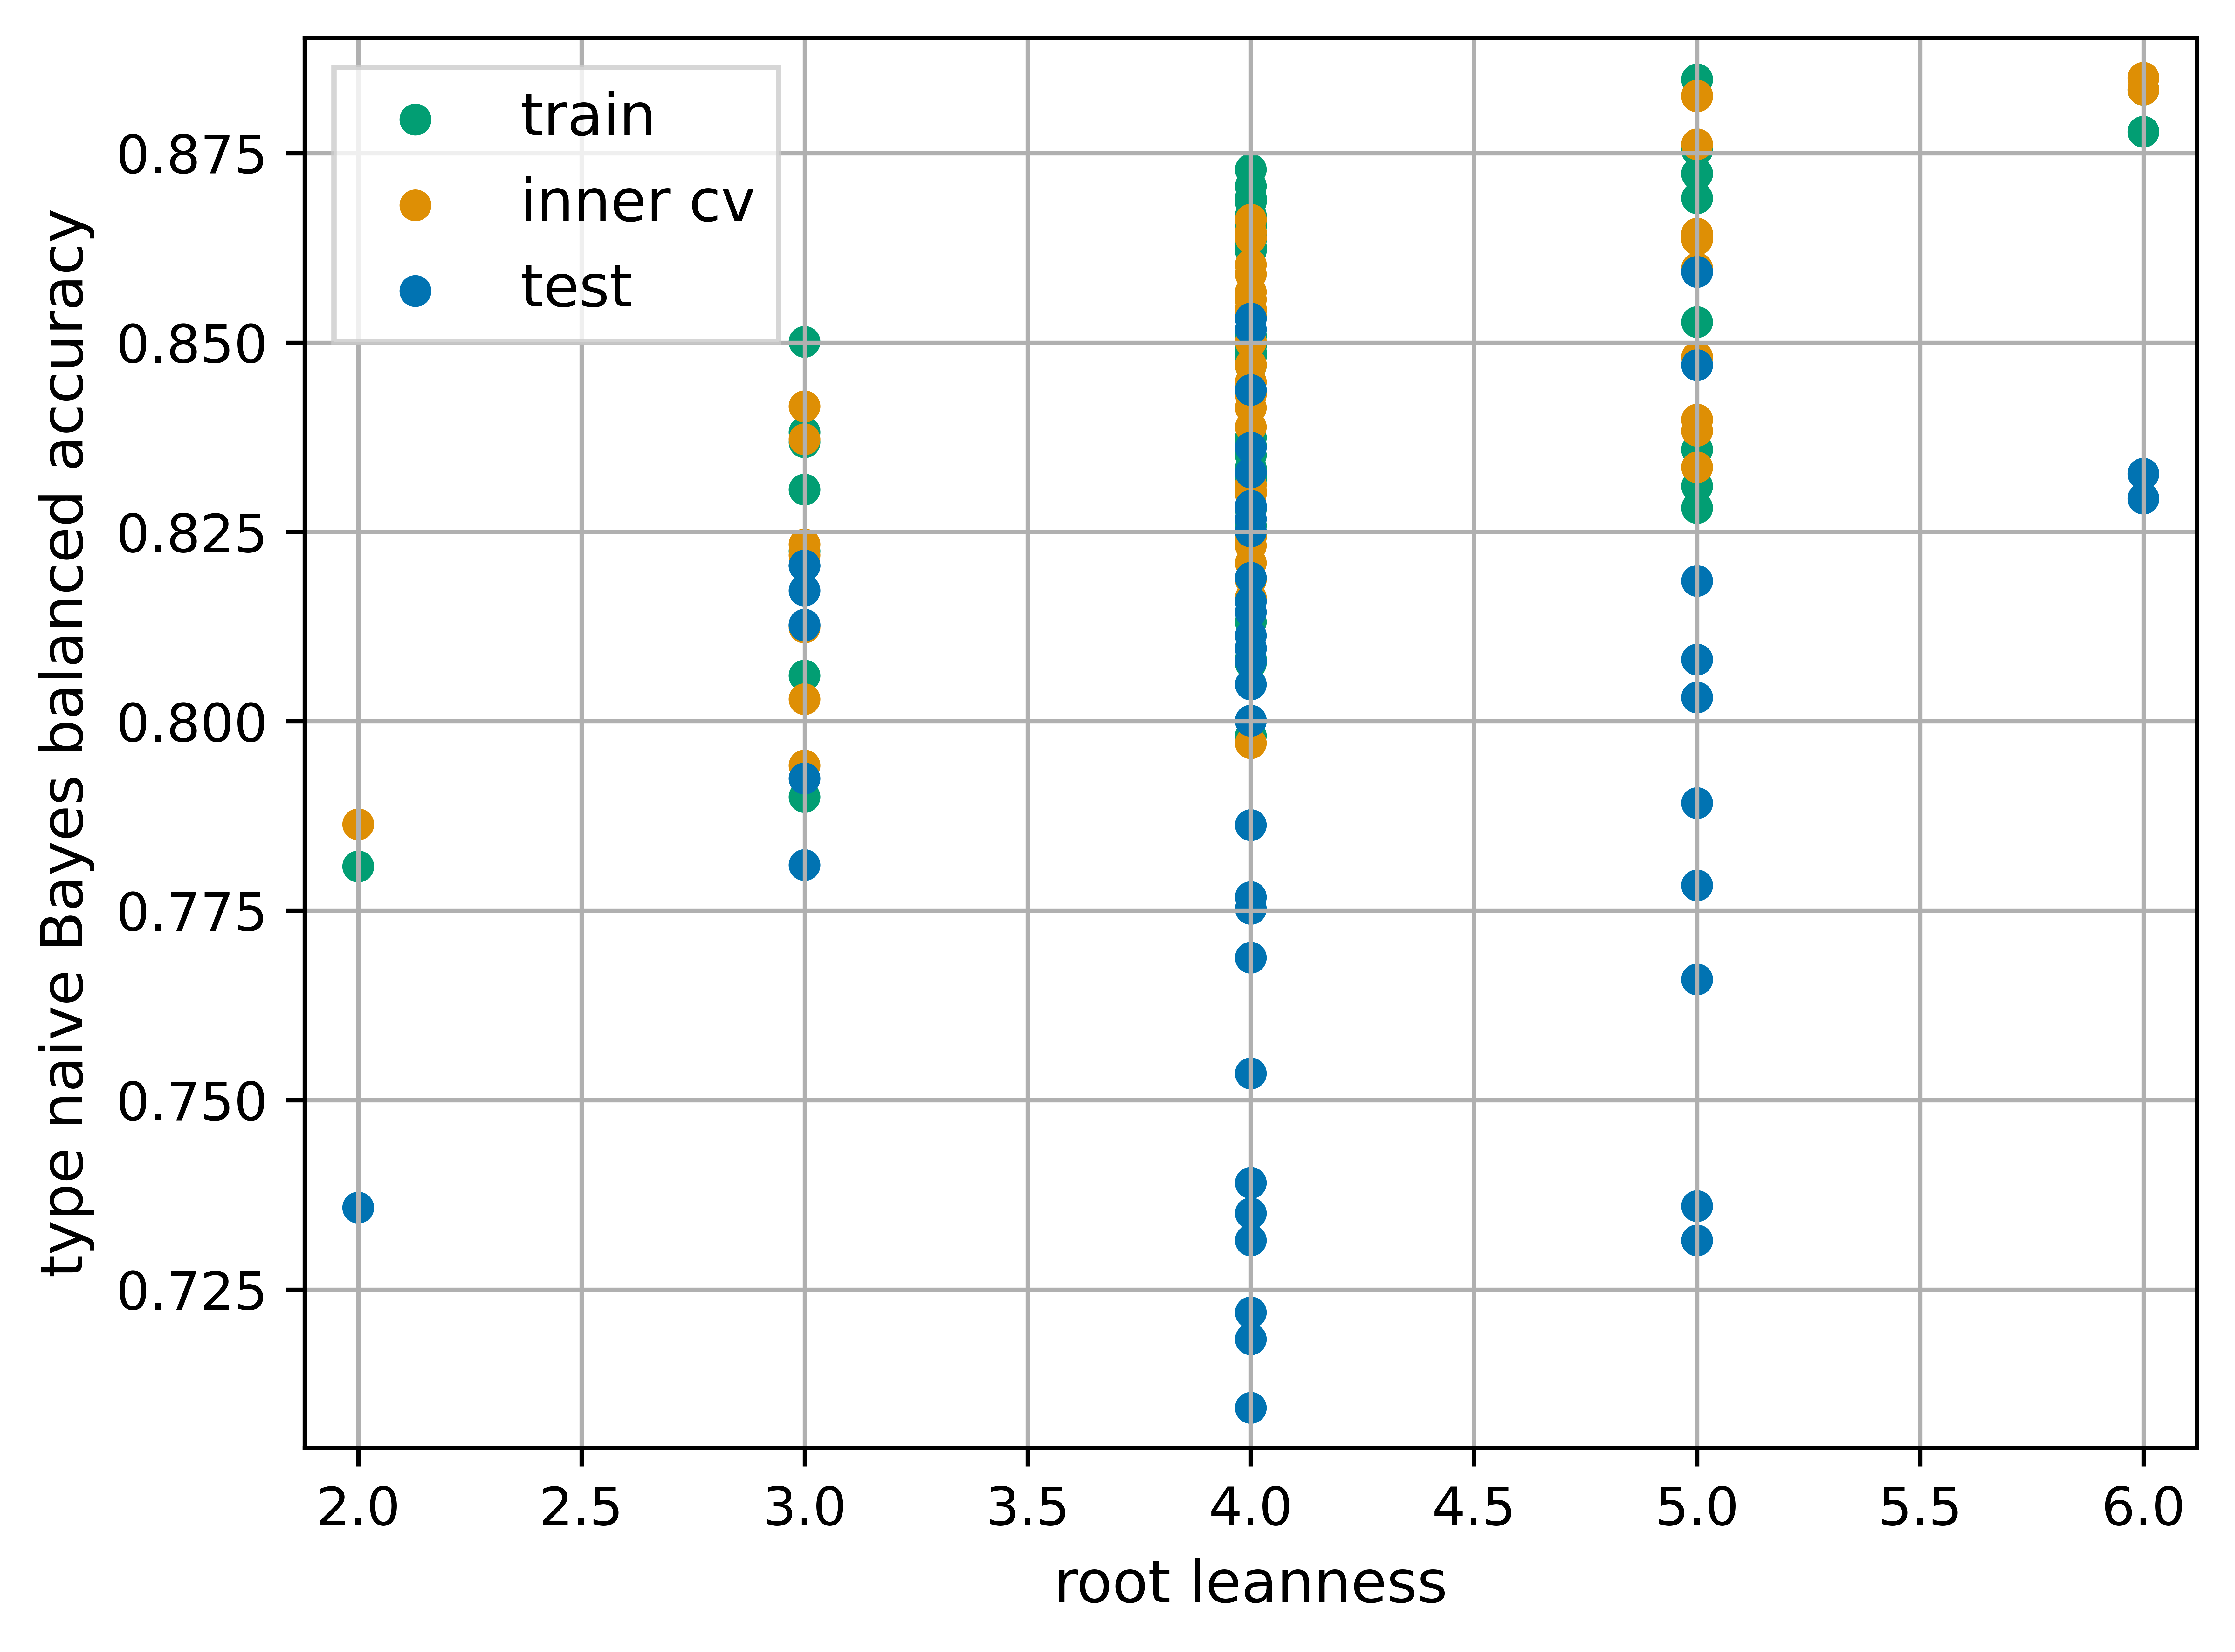 train
inner cv
test
0.875
0.850
0.825
0.800
0.775
0.750
0.725
type naive Bayes balanced accuracy
2.0 2.5 3.0 3.5 4.0 4.5 5.0 5.5 6.0
root leanness